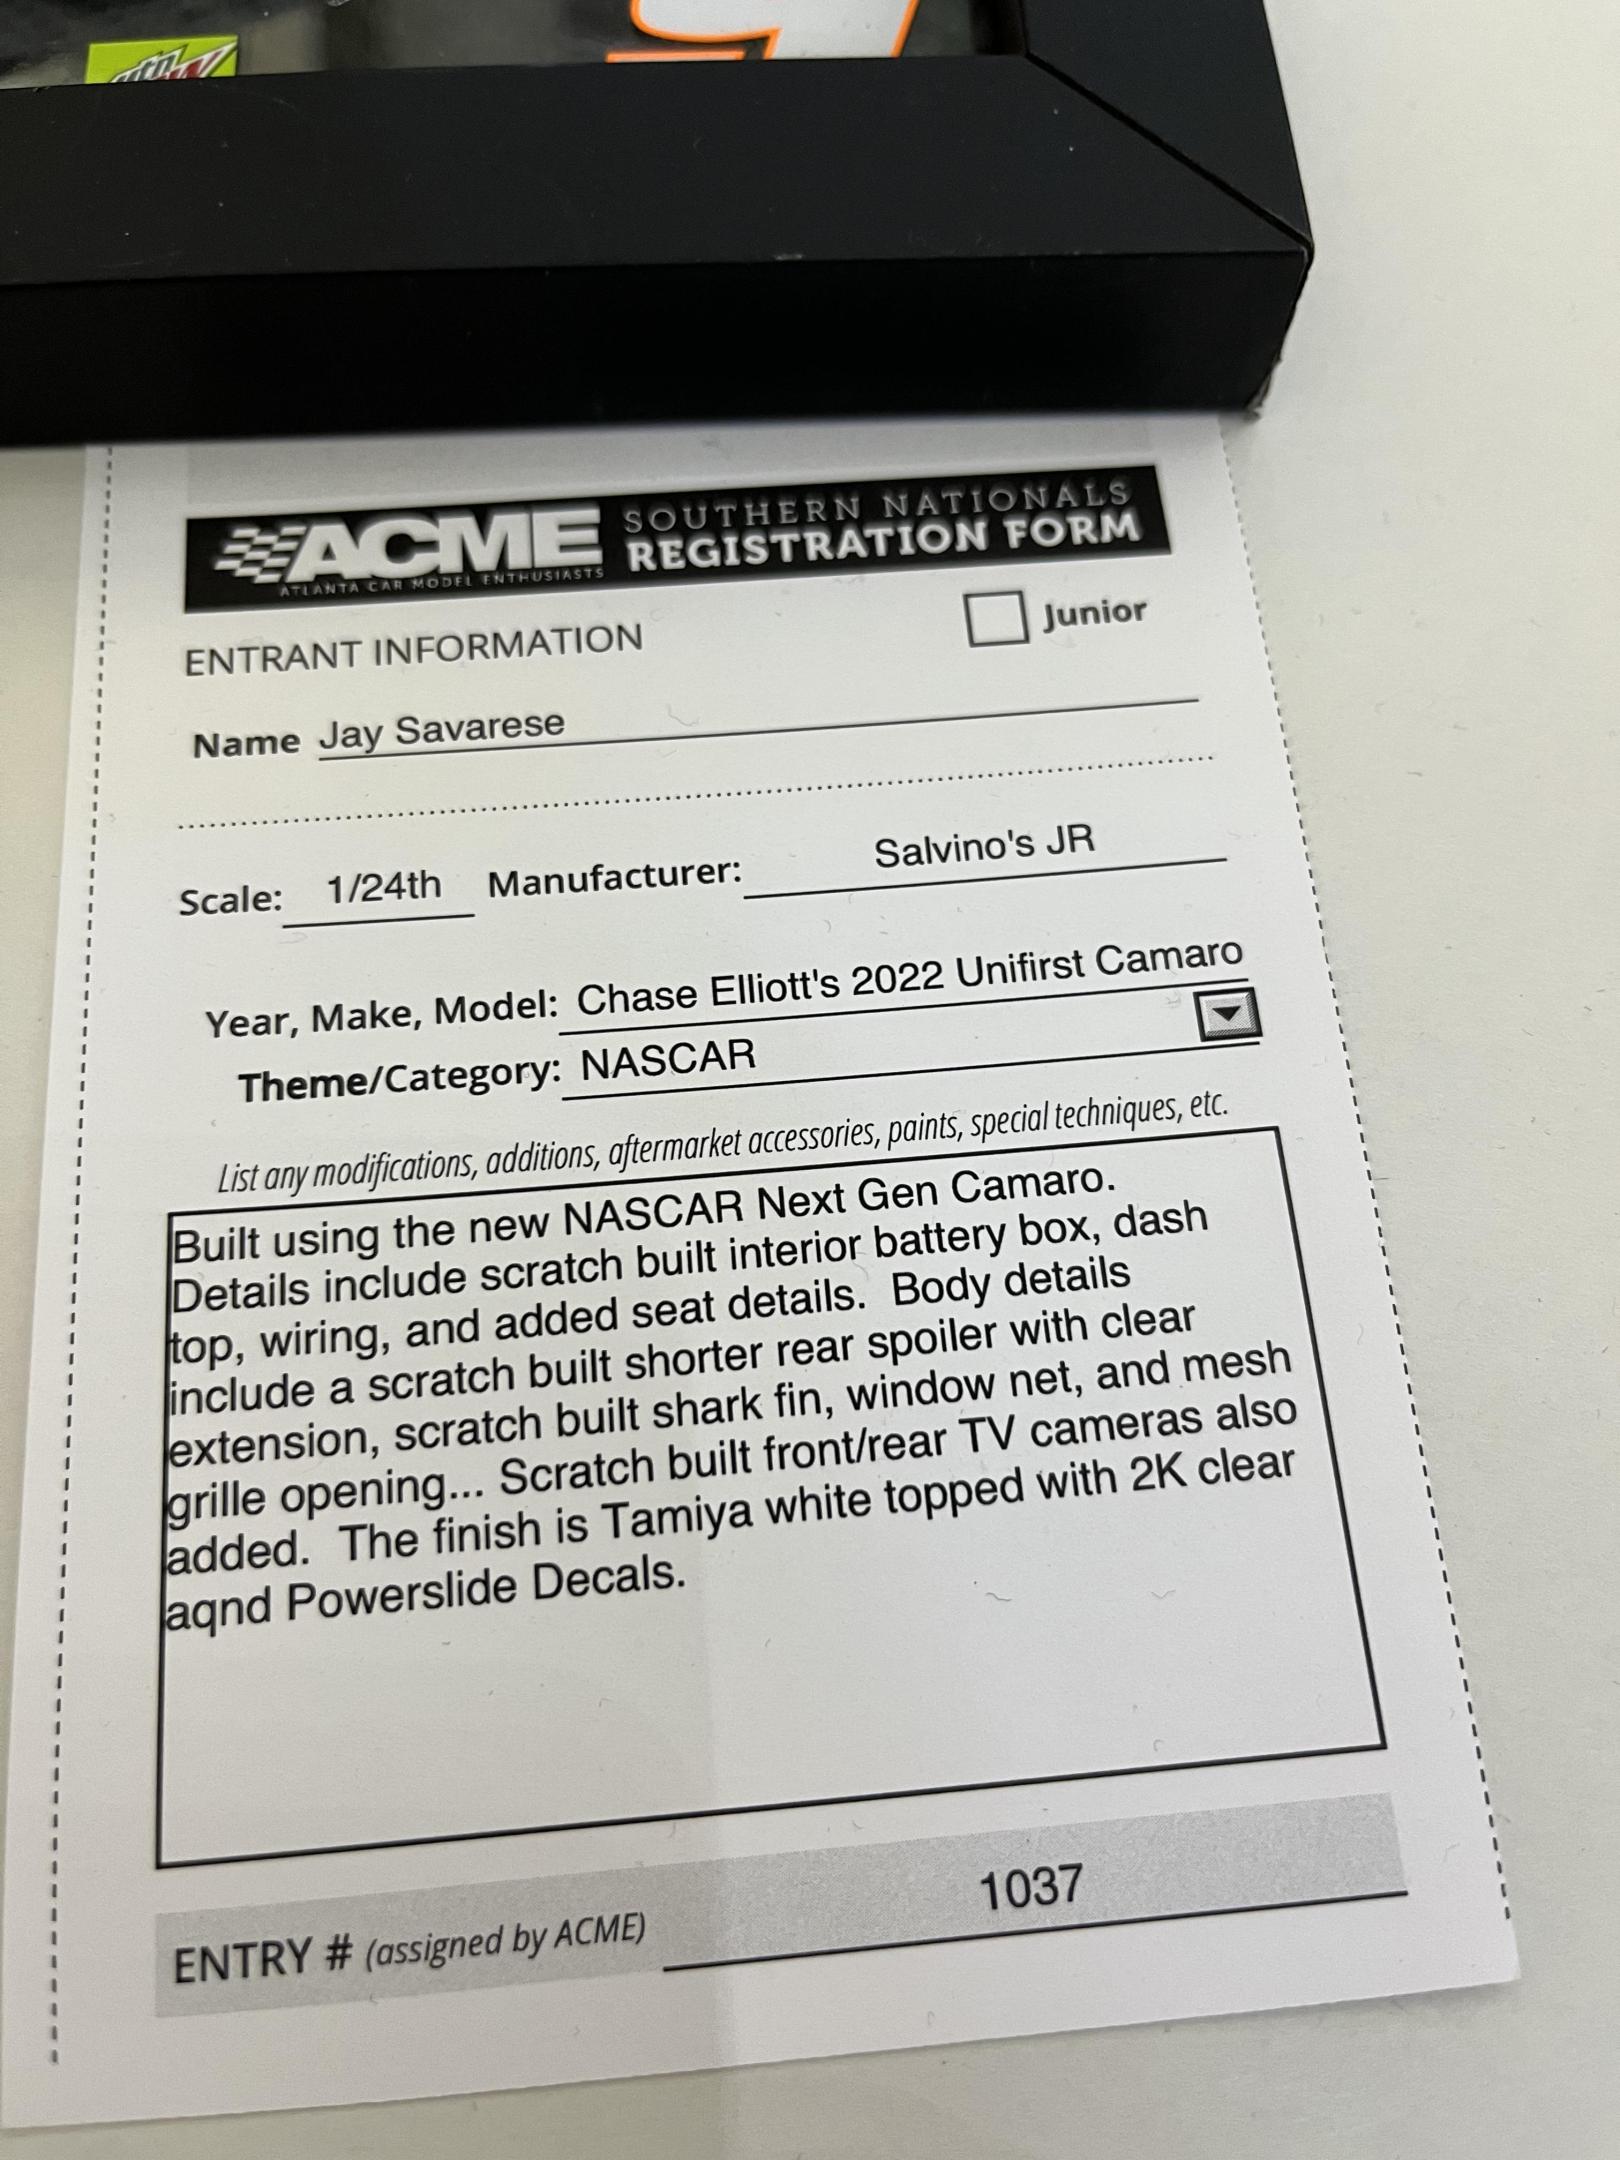 ACME SOUTHERN NATIONALS
ATLANTA CAR MODEL ENTHUSIASTS REGISTRATION FORM
ENTRANT INFORMATION Junior
Name Jay Savarese
Scale: 1/24th Manufacturer: Salvino's JR
Year, Make, Model: Chase Elliott's 2022 Unifirst Camaro
Theme/Category: NASCAR
List any modifications, additions, aftermarket accessories, paints, special techniques, etc.
Built using the new NASCAR Next Gen Camaro.
Details include scratch built interior battery box, dash
top, wiring, and added seat details. Body details
include a scratch built shorter rear spoiler with clear
extension, scratch built shark fin, window net, and mesh
grille opening... Scratch built front/rear TV cameras also
added. The finish is Tamiya white topped with 2K clear
aqnd Powerslide Decals.
ENTRY # (assigned by ACME) 1037